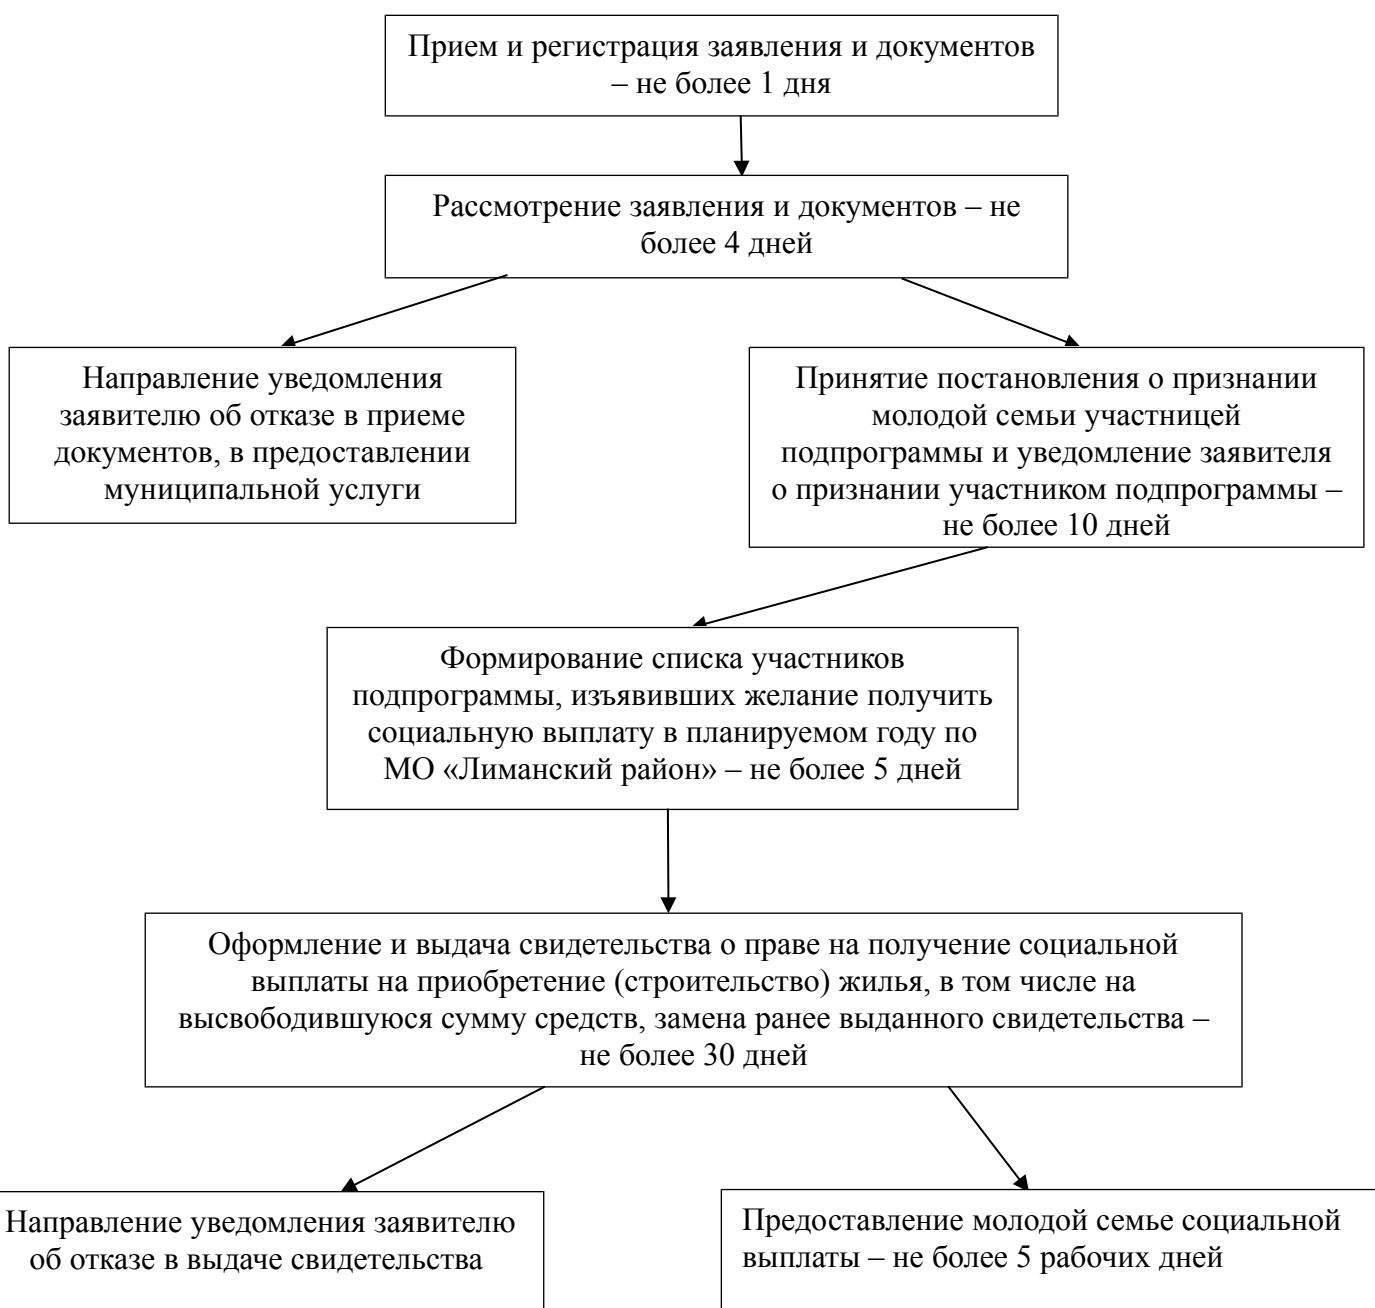 Прием и регистрация заявления и документов
– не более 1 дня
Рассмотрение заявления и документов – не
более 4 дней
Направление уведомления
заявителю об отказе в приеме
документов, в предоставлении
муниципальной услуги
Принятие постановления о признании
молодой семьи участницей
подпрограммы и уведомление заявителя
о признании участником подпрограммы –
не более 10 дней
Формирование списка участников
подпрограммы, изъявивших желание получить
социальную выплату в планируемом году по
МО «Лиманский район» – не более 5 дней
Оформление и выдача свидетельства о праве на получение социальной
выплаты на приобретение (строительство) жилья, в том числе на
высвободившуюся сумму средств, замена ранее выданного свидетельства –
не более 30 дней
Направление уведомления заявителю
об отказе в выдаче свидетельства
Предоставление молодой семье социальной
выплаты – не более 5 рабочих дней